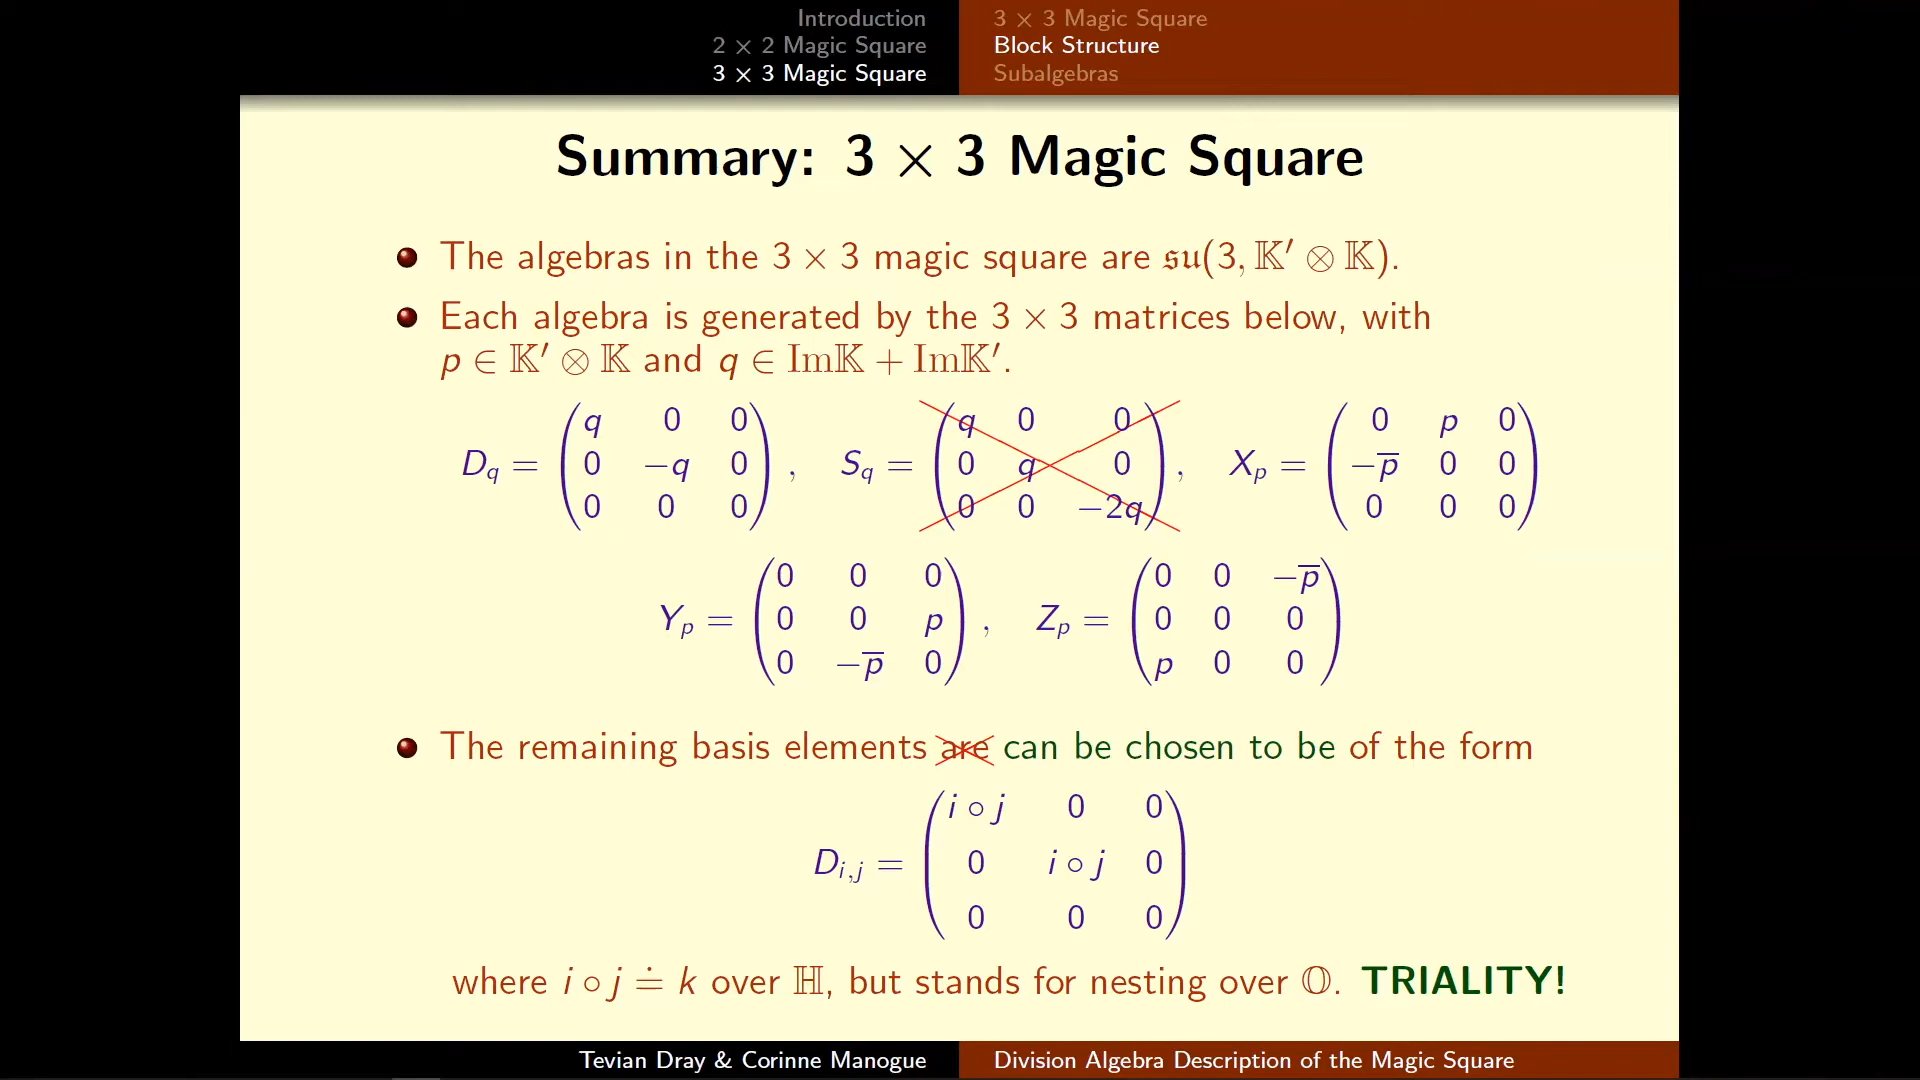 Introduction
2 × 2 Magic Square
3 × 3 Magic Square
3 × 3 Magic Square
Block Structure
Subalgebras
Summary: 3 × 3 Magic Square
The algebras in the 3 × 3 magic square are 𝔰𝔲(3, 𝕂′ ⊗ 𝕂).
Each algebra is generated by the 3 × 3 matrices below, with
p ∈ 𝕂′ ⊗ 𝕂 and q ∈ Im𝕂 + Im𝕂′.
D_q = (q 0 0; 0 −q 0; 0 0 0), S_q = (q 0 0; 0 q 0; 0 0 −2q), X_p = (0 p 0; −p̅ 0 0; 0 0 0)
Y_p = (0 0 0; 0 0 p; 0 −p̅ 0), Z_p = (0 0 −p̅; 0 0 0; p 0 0)
The remaining basis elements are can be chosen to be of the form
D_{i,j} = (i ∘ j 0 0; 0 i ∘ j 0; 0 0 0)
where i ∘ j ≐ k over ℍ, but stands for nesting over 𝕆. TRIALITY!
Tevian Dray & Corinne Manogue
Division Algebra Description of the Magic Square